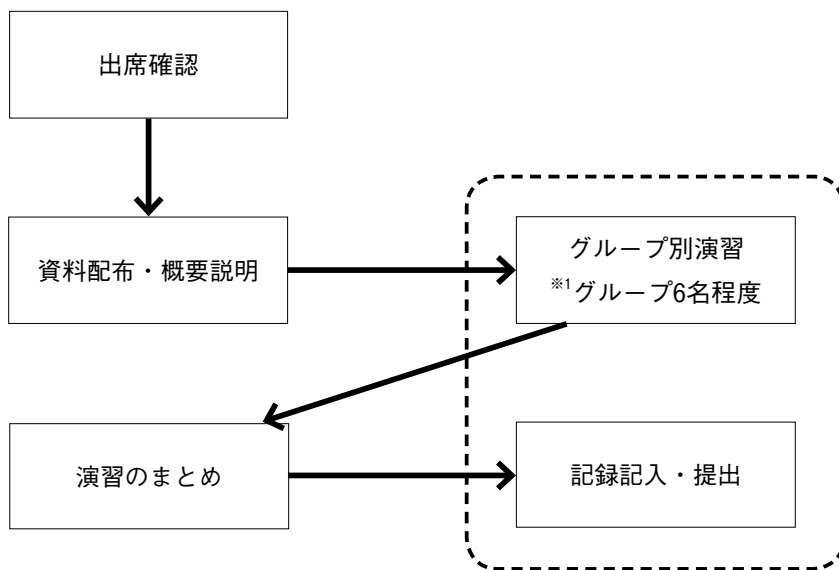 出席確認
資料配布・概要説明
グループ別演習
※1グループ6名程度
演習のまとめ
記録記入・提出